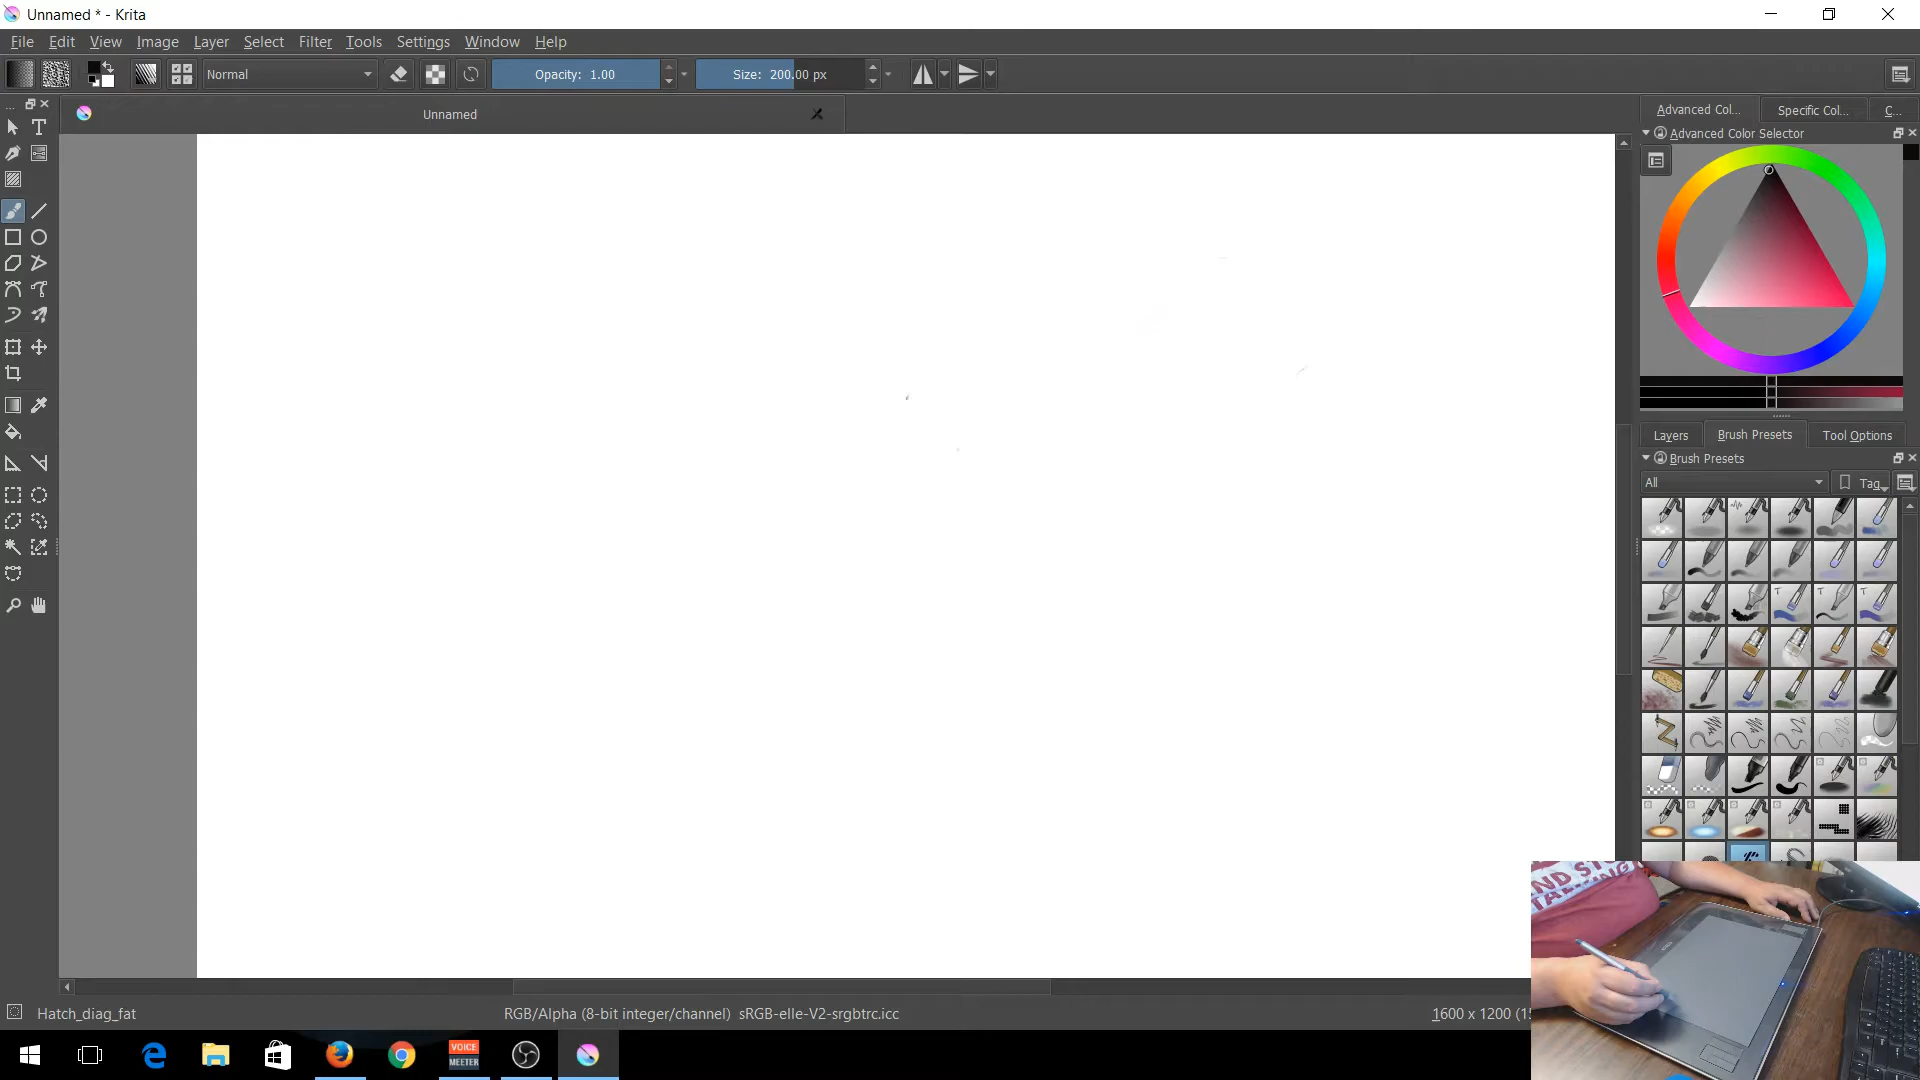 Unnamed * - Krita
File Edit View Image Layer Select Filter Tools Settings Window Help
Normal
Opacity: 1.00
Size: 200.00 px
Unnamed
Advanced Col...
Specific Col...
C...
Advanced Color Selector
Layers
Brush Presets
Tool Options
Brush Presets
All
Tag
Hatch_diag_fat
RGB/Alpha (8-bit integer/channel) sRGB-elle-V2-srgbtrc.icc
1600 x 1200 (1
VOICE
MEETER